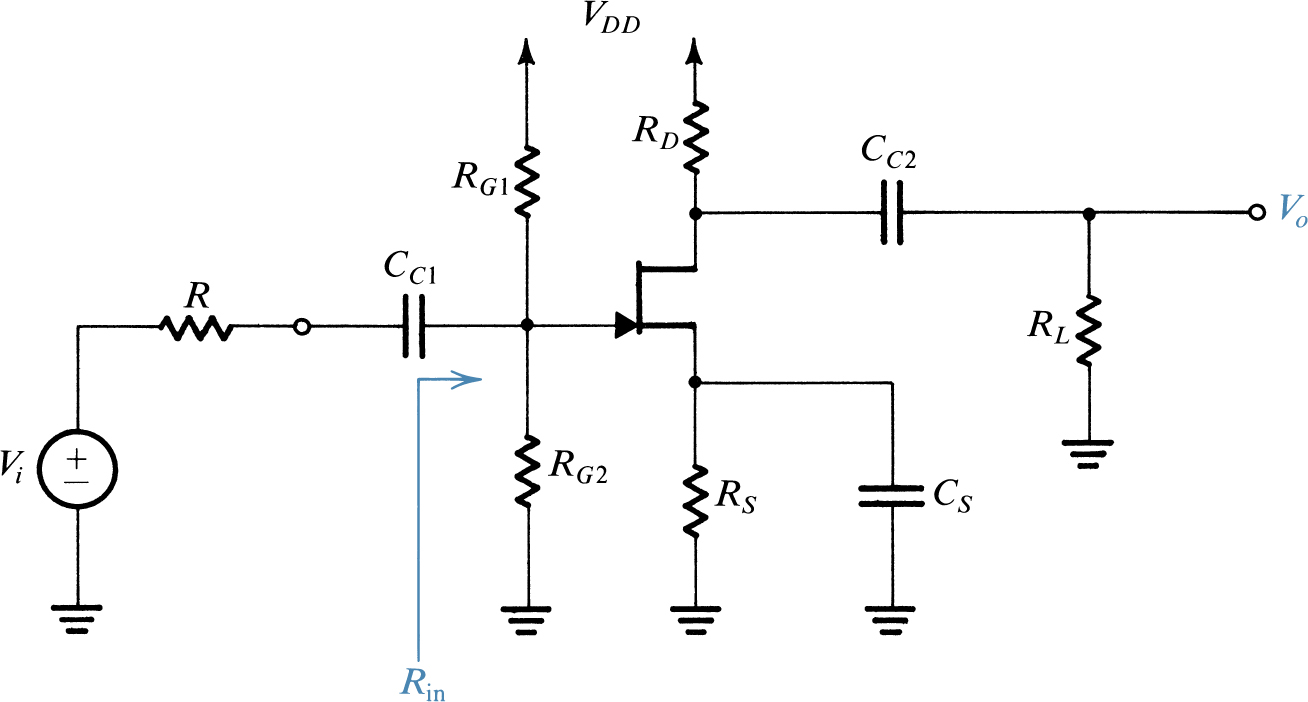 V_DD
R_D
C_C2
R_G1
V_o
C_C1
R
R_L
V_i
+
−
R_G2
R_S
C_S
R_in